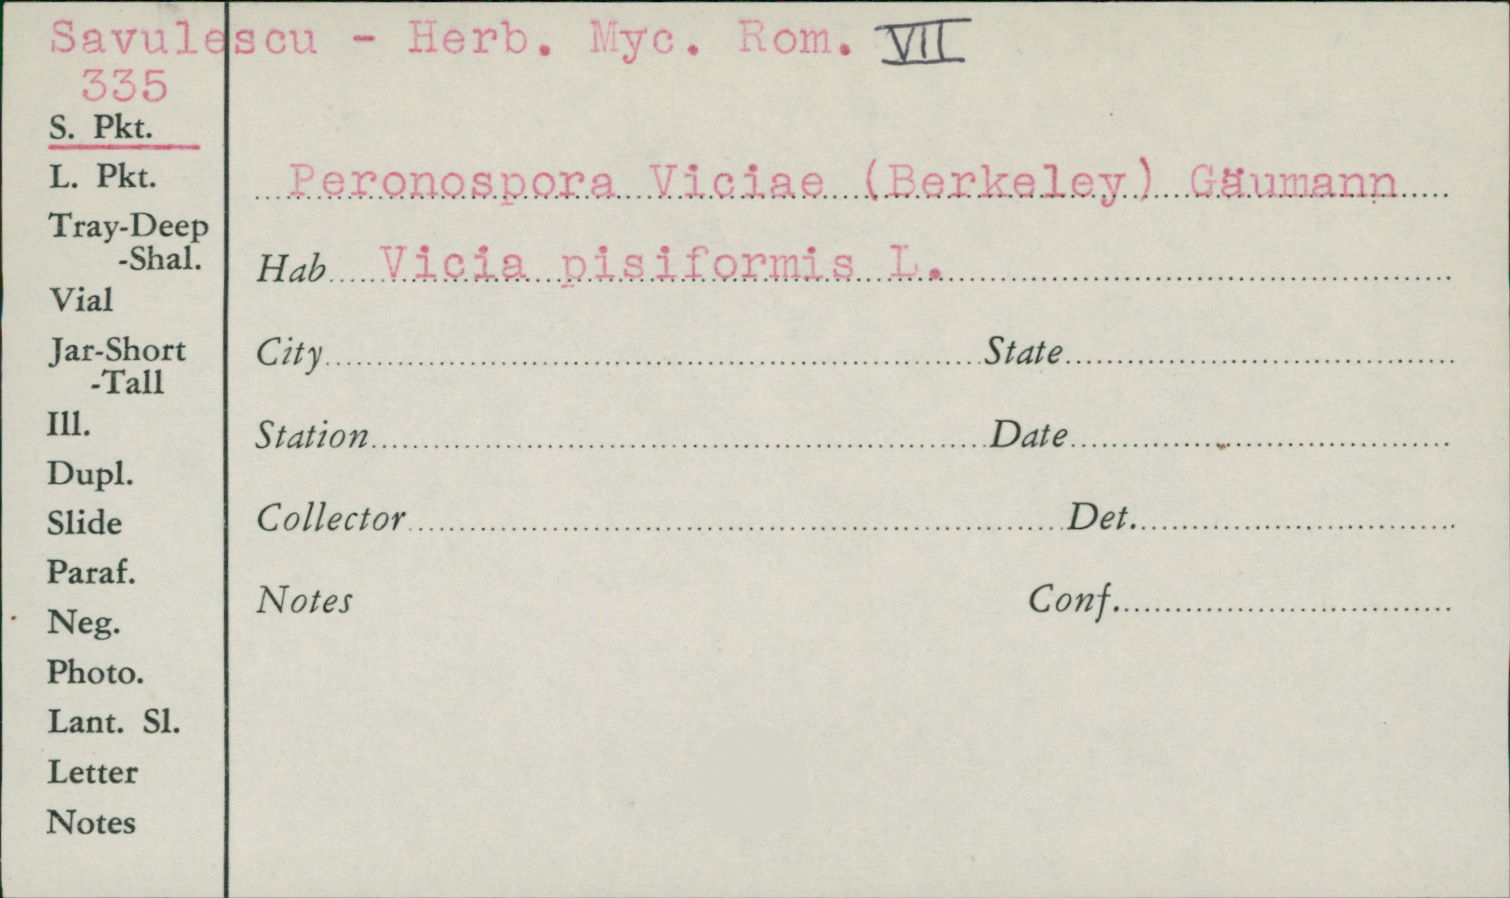 Savulescu - Herb. Myc. Rom. VII
335
S. Pkt.
L. Pkt.
Tray-Deep
-Shal.
Vial
Jar-Short
-Tall
Ill.
Dupl.
Slide
Paraf.
Neg.
Photo.
Lant. Sl.
Letter
Notes
Peronospora Viciae (Berkeley) Gäumann
Hab Vicia pisiformis L.
City State
Station Date
Collector Det.
Notes Conf.